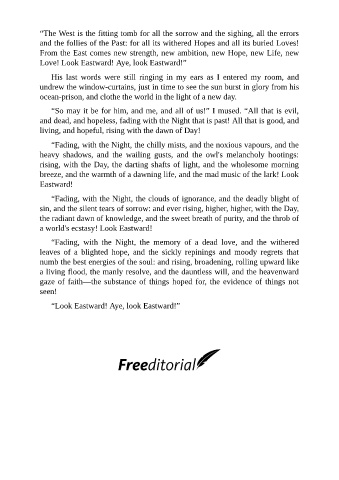 “The West is the fitting tomb for all the sorrow and the sighing, all the errors
and the follies of the Past: for all its withered Hopes and all its buried Loves!
From the East comes new strength, new ambition, new Hope, new Life, new
Love! Look Eastward! Aye, look Eastward!”
His last words were still ringing in my ears as I entered my room, and
undrew the window-curtains, just in time to see the sun burst in glory from his
ocean-prison, and clothe the world in the light of a new day.
“So may it be for him, and me, and all of us!” I mused. “All that is evil,
and dead, and hopeless, fading with the Night that is past! All that is good, and
living, and hopeful, rising with the dawn of Day!
“Fading, with the Night, the chilly mists, and the noxious vapours, and the
heavy shadows, and the wailing gusts, and the owl's melancholy hootings:
rising, with the Day, the darting shafts of light, and the wholesome morning
breeze, and the warmth of a dawning life, and the mad music of the lark! Look
Eastward!
“Fading, with the Night, the clouds of ignorance, and the deadly blight of
sin, and the silent tears of sorrow: and ever rising, higher, higher, with the Day,
the radiant dawn of knowledge, and the sweet breath of purity, and the throb of
a world's ecstasy! Look Eastward!
“Fading, with the Night, the memory of a dead love, and the withered
leaves of a blighted hope, and the sickly repinings and moody regrets that
numb the best energies of the soul: and rising, broadening, rolling upward like
a living flood, the manly resolve, and the dauntless will, and the heavenward
gaze of faith—the substance of things hoped for, the evidence of things not
seen!
“Look Eastward! Aye, look Eastward!”
Freeditorial